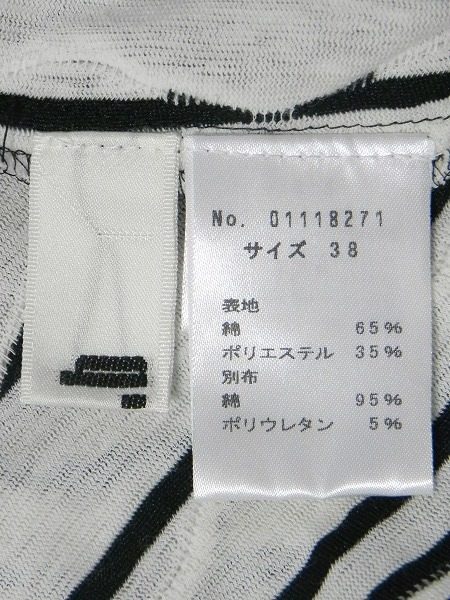 No. 01118271
サイズ 38
表地
綿 65%
ポリエステル 35%
別布
綿 95%
ポリウレタン 5%